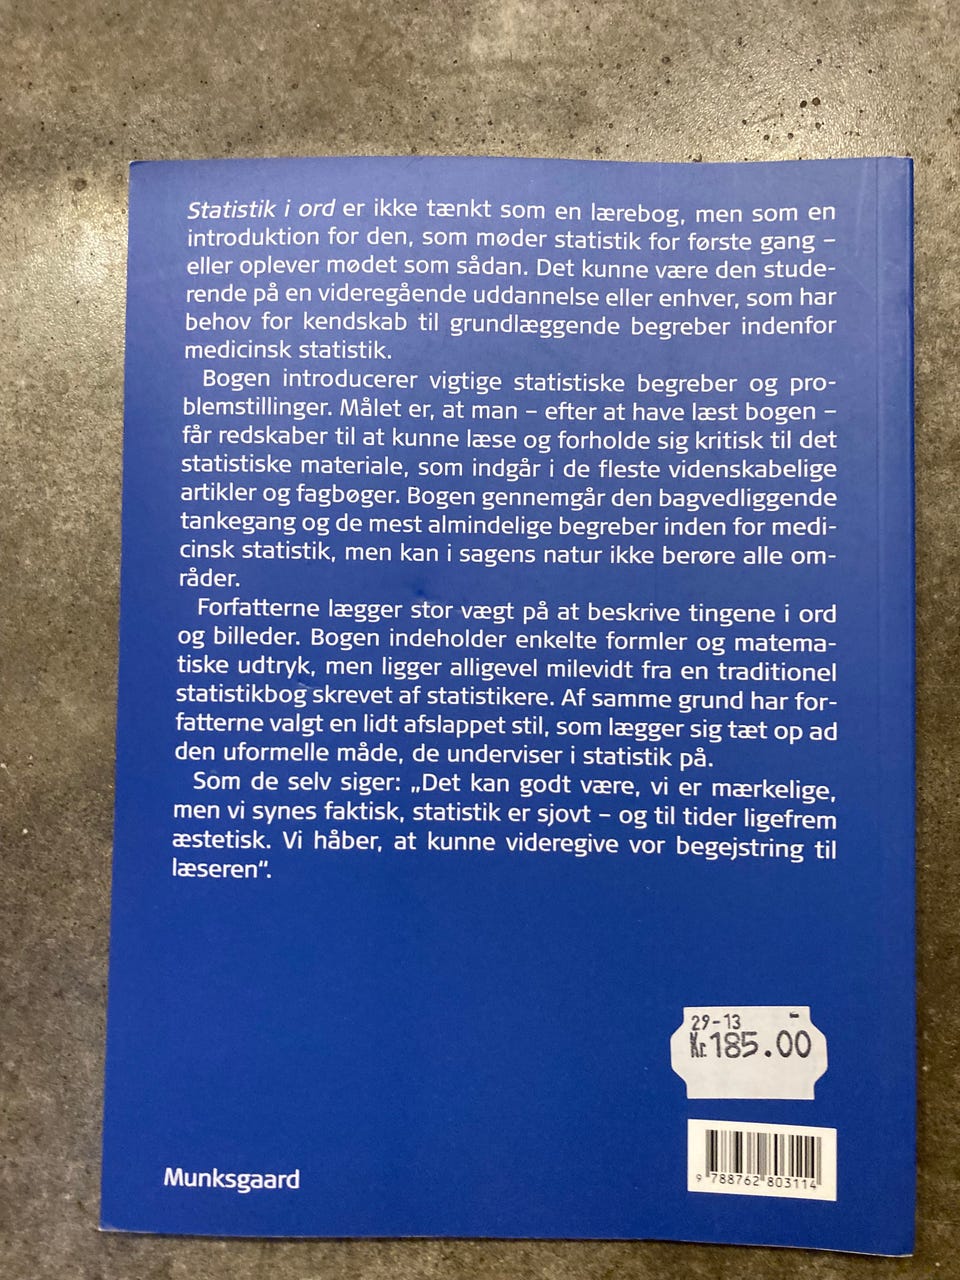 Statistik i ord er ikke tænkt som en lærebog, men som en
introduktion for den, som møder statistik for første gang –
eller oplever mødet som sådan. Det kunne være den stude-
rende på en videregående uddannelse eller enhver, som har
behov for kendskab til grundlæggende begreber indenfor
medicinsk statistik.
Bogen introducerer vigtige statistiske begreber og pro-
blemstillinger. Målet er, at man – efter at have læst bogen –
får redskaber til at kunne læse og forholde sig kritisk til det
statistiske materiale, som indgår i de fleste videnskabelige
artikler og fagbøger. Bogen gennemgår den bagvedliggende
tankegang og de mest almindelige begreber inden for medi-
cinsk statistik, men kan i sagens natur ikke berøre alle om-
råder.
Forfatterne lægger stor vægt på at beskrive tingene i ord
og billeder. Bogen indeholder enkelte formler og matema-
tiske udtryk, men ligger alligevel milevidt fra en traditionel
statistikbog skrevet af statistikere. Af samme grund har for-
fatterne valgt en lidt afslappet stil, som lægger sig tæt op ad
den uformelle måde, de underviser i statistik på.
Som de selv siger: „Det kan godt være, vi er mærkelige,
men vi synes faktisk, statistik er sjovt – og til tider ligefrem
æstetisk. Vi håber, at kunne videregive vor begejstring til
læseren“.
29-13 -
Kr. 185.00
9 788762 803114
Munksgaard